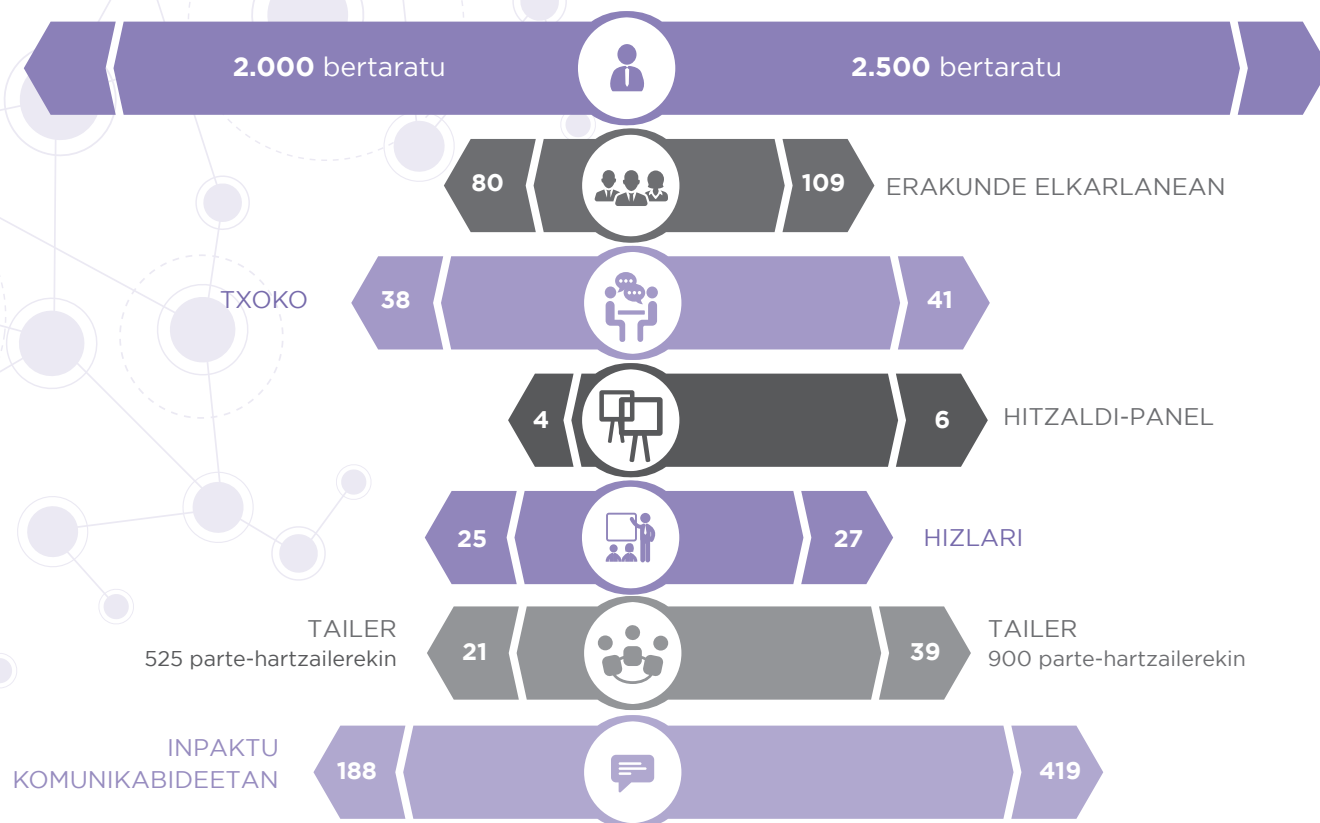 2.000 bertaratu 2.500 bertaratu
80 109 ERAKUNDE ELKARLANEAN
TXOKO 38 41
4 6 HITZALDI-PANEL
25 27 HIZLARI
TAILER
525 parte-hartzailerekin
21 39
TAILER
900 parte-hartzailerekin
INPAKTU
KOMUNIKABIDEETAN
188 419